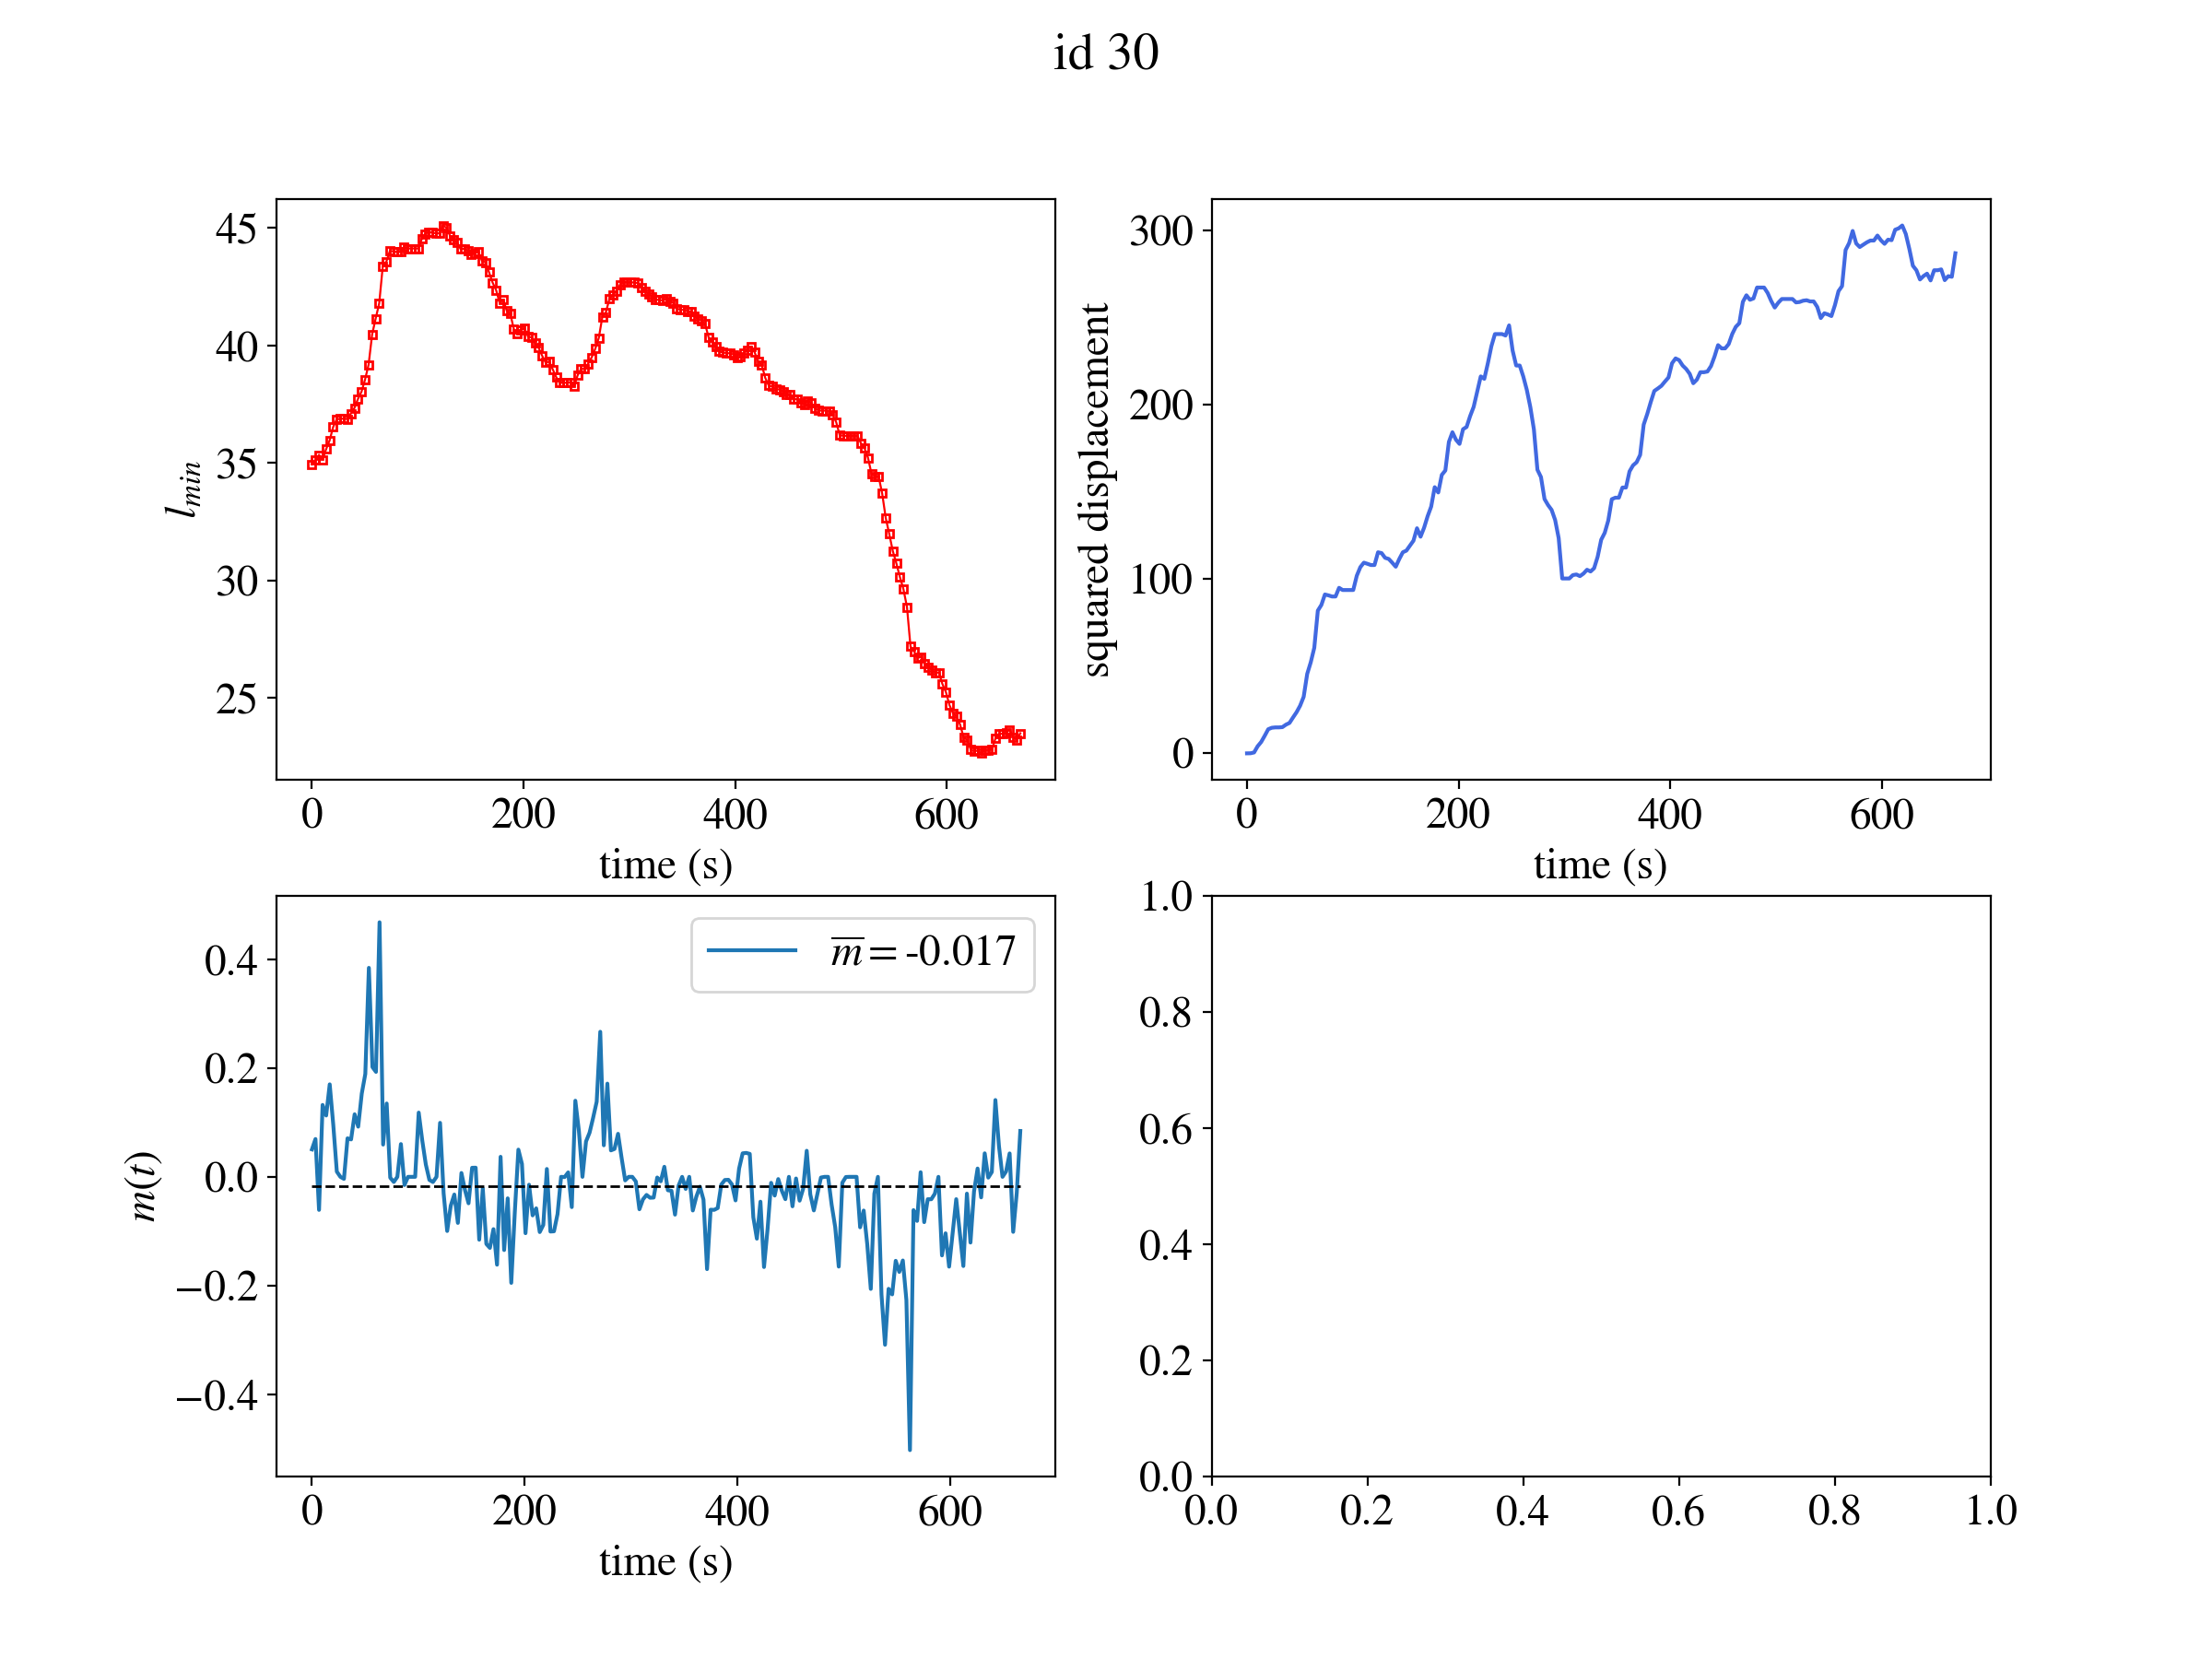 id 30
45
40
35
30
25
l_min
0 200 400 600
time (s)
300
200
100
0
squared displacement
0 200 400 600
time (s)
0.4
0.2
0.0
−0.2
−0.4
m(t)
m̅ = -0.017
0 200 400 600
time (s)
1.0
0.8
0.6
0.4
0.2
0.0
0.0 0.2 0.4 0.6 0.8 1.0